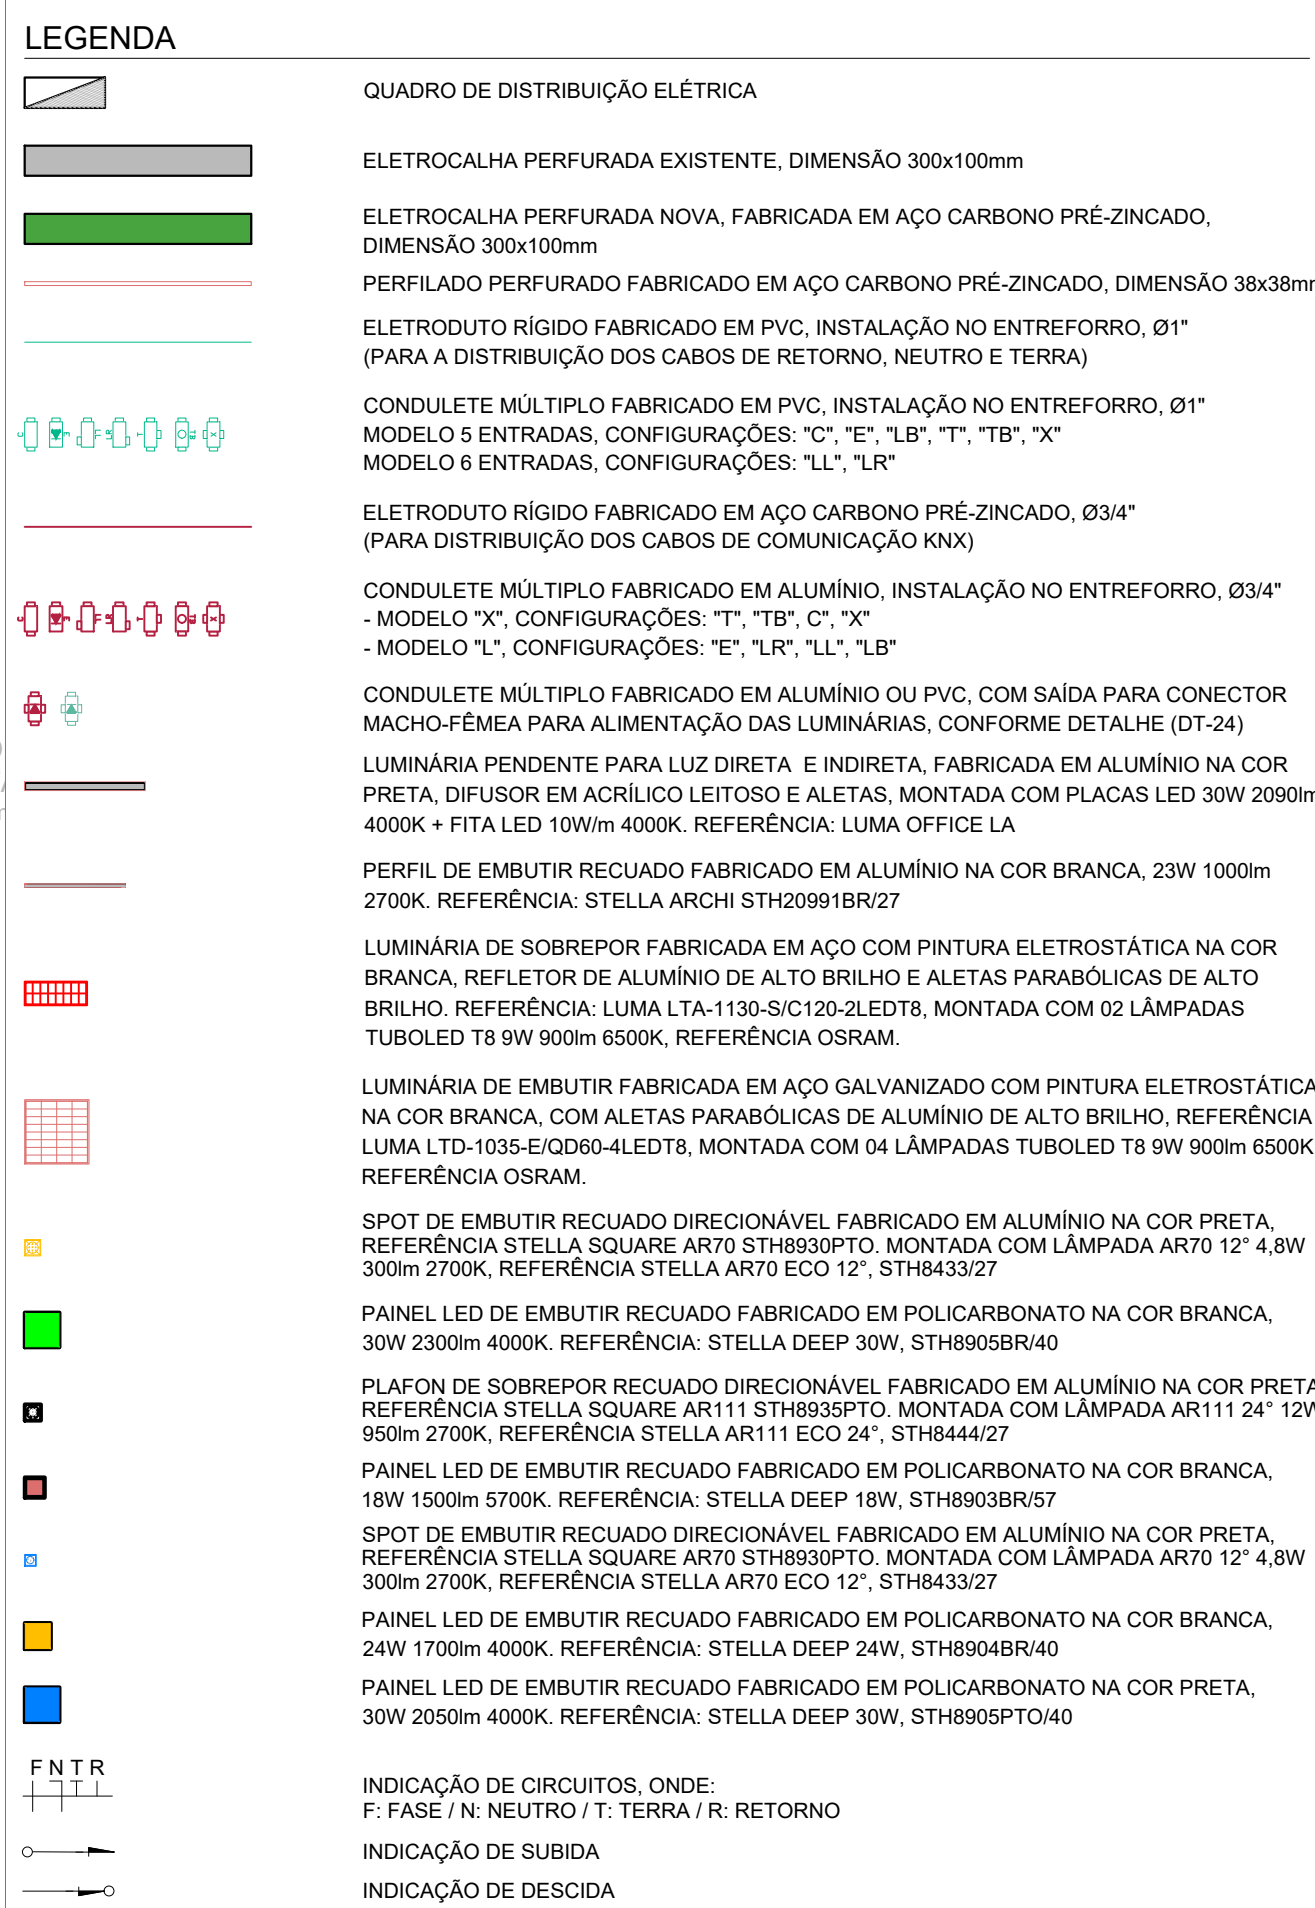 LEGENDA
QUADRO DE DISTRIBUIÇÃO ELÉTRICA
ELETROCALHA PERFURADA EXISTENTE, DIMENSÃO 300x100mm
ELETROCALHA PERFURADA NOVA, FABRICADA EM AÇO CARBONO PRÉ-ZINCADO,
DIMENSÃO 300x100mm
PERFILADO PERFURADO FABRICADO EM AÇO CARBONO PRÉ-ZINCADO, DIMENSÃO 38x38m
ELETRODUTO RÍGIDO FABRICADO EM PVC, INSTALAÇÃO NO ENTREFORRO, Ø1"
(PARA A DISTRIBUIÇÃO DOS CABOS DE RETORNO, NEUTRO E TERRA)
C E LL LR T TB X
CONDULETE MÚLTIPLO FABRICADO EM PVC, INSTALAÇÃO NO ENTREFORRO, Ø1"
MODELO 5 ENTRADAS, CONFIGURAÇÕES: "C", "E", "LB", "T", "TB", "X"
MODELO 6 ENTRADAS, CONFIGURAÇÕES: "LL", "LR"
ELETRODUTO RÍGIDO FABRICADO EM AÇO CARBONO PRÉ-ZINCADO, Ø3/4"
(PARA DISTRIBUIÇÃO DOS CABOS DE COMUNICAÇÃO KNX)
C E LL LR T TB X
CONDULETE MÚLTIPLO FABRICADO EM ALUMÍNIO, INSTALAÇÃO NO ENTREFORRO, Ø3/4"
- MODELO "X", CONFIGURAÇÕES: "T", "TB", C", "X"
- MODELO "L", CONFIGURAÇÕES: "E", "LR", "LL", "LB"
CONDULETE MÚLTIPLO FABRICADO EM ALUMÍNIO OU PVC, COM SAÍDA PARA CONECTOR
MACHO-FÊMEA PARA ALIMENTAÇÃO DAS LUMINÁRIAS, CONFORME DETALHE (DT-24)
LUMINÁRIA PENDENTE PARA LUZ DIRETA  E INDIRETA, FABRICADA EM ALUMÍNIO NA COR
PRETA, DIFUSOR EM ACRÍLICO LEITOSO E ALETAS, MONTADA COM PLACAS LED 30W 2090lm
4000K + FITA LED 10W/m 4000K. REFERÊNCIA: LUMA OFFICE LA
PERFIL DE EMBUTIR RECUADO FABRICADO EM ALUMÍNIO NA COR BRANCA, 23W 1000lm
2700K. REFERÊNCIA: STELLA ARCHI STH20991BR/27
LUMINÁRIA DE SOBREPOR FABRICADA EM AÇO COM PINTURA ELETROSTÁTICA NA COR
BRANCA, REFLETOR DE ALUMÍNIO DE ALTO BRILHO E ALETAS PARABÓLICAS DE ALTO
BRILHO. REFERÊNCIA: LUMA LTA-1130-S/C120-2LEDT8, MONTADA COM 02 LÂMPADAS
TUBOLED T8 9W 900lm 6500K, REFERÊNCIA OSRAM.
LUMINÁRIA DE EMBUTIR FABRICADA EM AÇO GALVANIZADO COM PINTURA ELETROSTÁTICA
NA COR BRANCA, COM ALETAS PARABÓLICAS DE ALUMÍNIO DE ALTO BRILHO, REFERÊNCIA
LUMA LTD-1035-E/QD60-4LEDT8, MONTADA COM 04 LÂMPADAS TUBOLED T8 9W 900lm 6500K
REFERÊNCIA OSRAM.
SPOT DE EMBUTIR RECUADO DIRECIONÁVEL FABRICADO EM ALUMÍNIO NA COR PRETA,
REFERÊNCIA STELLA SQUARE AR70 STH8930PTO. MONTADA COM LÂMPADA AR70 12° 4,8W
300lm 2700K, REFERÊNCIA STELLA AR70 ECO 12°, STH8433/27
PAINEL LED DE EMBUTIR RECUADO FABRICADO EM POLICARBONATO NA COR BRANCA,
30W 2300lm 4000K. REFERÊNCIA: STELLA DEEP 30W, STH8905BR/40
PLAFON DE SOBREPOR RECUADO DIRECIONÁVEL FABRICADO EM ALUMÍNIO NA COR PRETA
REFERÊNCIA STELLA SQUARE AR111 STH8935PTO. MONTADA COM LÂMPADA AR111 24° 12W
950lm 2700K, REFERÊNCIA STELLA AR111 ECO 24°, STH8444/27
PAINEL LED DE EMBUTIR RECUADO FABRICADO EM POLICARBONATO NA COR BRANCA,
18W 1500lm 5700K. REFERÊNCIA: STELLA DEEP 18W, STH8903BR/57
SPOT DE EMBUTIR RECUADO DIRECIONÁVEL FABRICADO EM ALUMÍNIO NA COR PRETA,
REFERÊNCIA STELLA SQUARE AR70 STH8930PTO. MONTADA COM LÂMPADA AR70 12° 4,8W
300lm 2700K, REFERÊNCIA STELLA AR70 ECO 12°, STH8433/27
PAINEL LED DE EMBUTIR RECUADO FABRICADO EM POLICARBONATO NA COR BRANCA,
24W 1700lm 4000K. REFERÊNCIA: STELLA DEEP 24W, STH8904BR/40
PAINEL LED DE EMBUTIR RECUADO FABRICADO EM POLICARBONATO NA COR PRETA,
30W 2050lm 4000K. REFERÊNCIA: STELLA DEEP 30W, STH8905PTO/40
F N T R
INDICAÇÃO DE CIRCUITOS, ONDE:
F: FASE / N: NEUTRO / T: TERRA / R: RETORNO
INDICAÇÃO DE SUBIDA
INDICAÇÃO DE DESCIDA